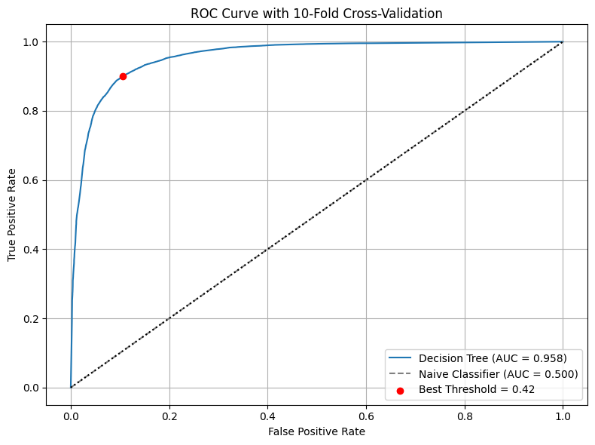 ROC Curve with 10-Fold Cross-Validation
True Positive Rate
1.0
0.8
0.6
0.4
0.2
0.0
0.0 0.2 0.4 0.6 0.8 1.0
False Positive Rate
Decision Tree (AUC = 0.958)
Naive Classifier (AUC = 0.500)
Best Threshold = 0.42